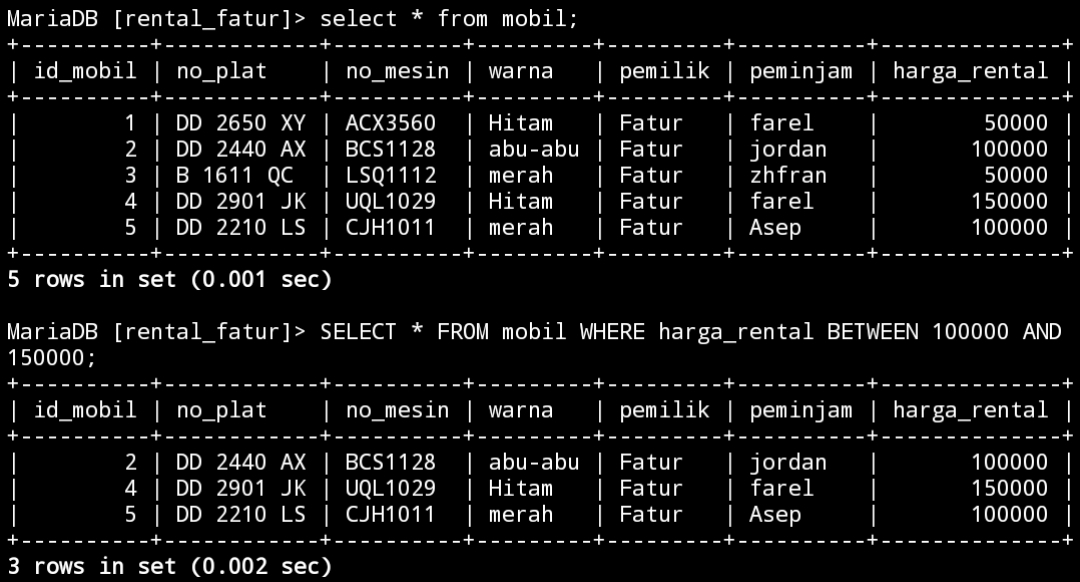 MariaDB [rental_fatur]> select * from mobil;
+----------+------------+----------+---------+---------+----------+--------------+
| id_mobil | no_plat    | no_mesin | warna   | pemilik | peminjam | harga_rental |
+----------+------------+----------+---------+---------+----------+--------------+
|        1 | DD 2650 XY | ACX3560  | Hitam   | Fatur   | farel    |        50000 |
|        2 | DD 2440 AX | BCS1128  | abu-abu | Fatur   | jordan   |       100000 |
|        3 | B 1611 QC  | LSQ1112  | merah   | Fatur   | zhfran   |        50000 |
|        4 | DD 2901 JK | UQL1029  | Hitam   | Fatur   | farel    |       150000 |
|        5 | DD 2210 LS | CJH1011  | merah   | Fatur   | Asep     |       100000 |
+----------+------------+----------+---------+---------+----------+--------------+
5 rows in set (0.001 sec)

MariaDB [rental_fatur]> SELECT * FROM mobil WHERE harga_rental BETWEEN 100000 AND
150000;
+----------+------------+----------+---------+---------+----------+--------------+
| id_mobil | no_plat    | no_mesin | warna   | pemilik | peminjam | harga_rental |
+----------+------------+----------+---------+---------+----------+--------------+
|        2 | DD 2440 AX | BCS1128  | abu-abu | Fatur   | jordan   |       100000 |
|        4 | DD 2901 JK | UQL1029  | Hitam   | Fatur   | farel    |       150000 |
|        5 | DD 2210 LS | CJH1011  | merah   | Fatur   | Asep     |       100000 |
+----------+------------+----------+---------+---------+----------+--------------+
3 rows in set (0.002 sec)